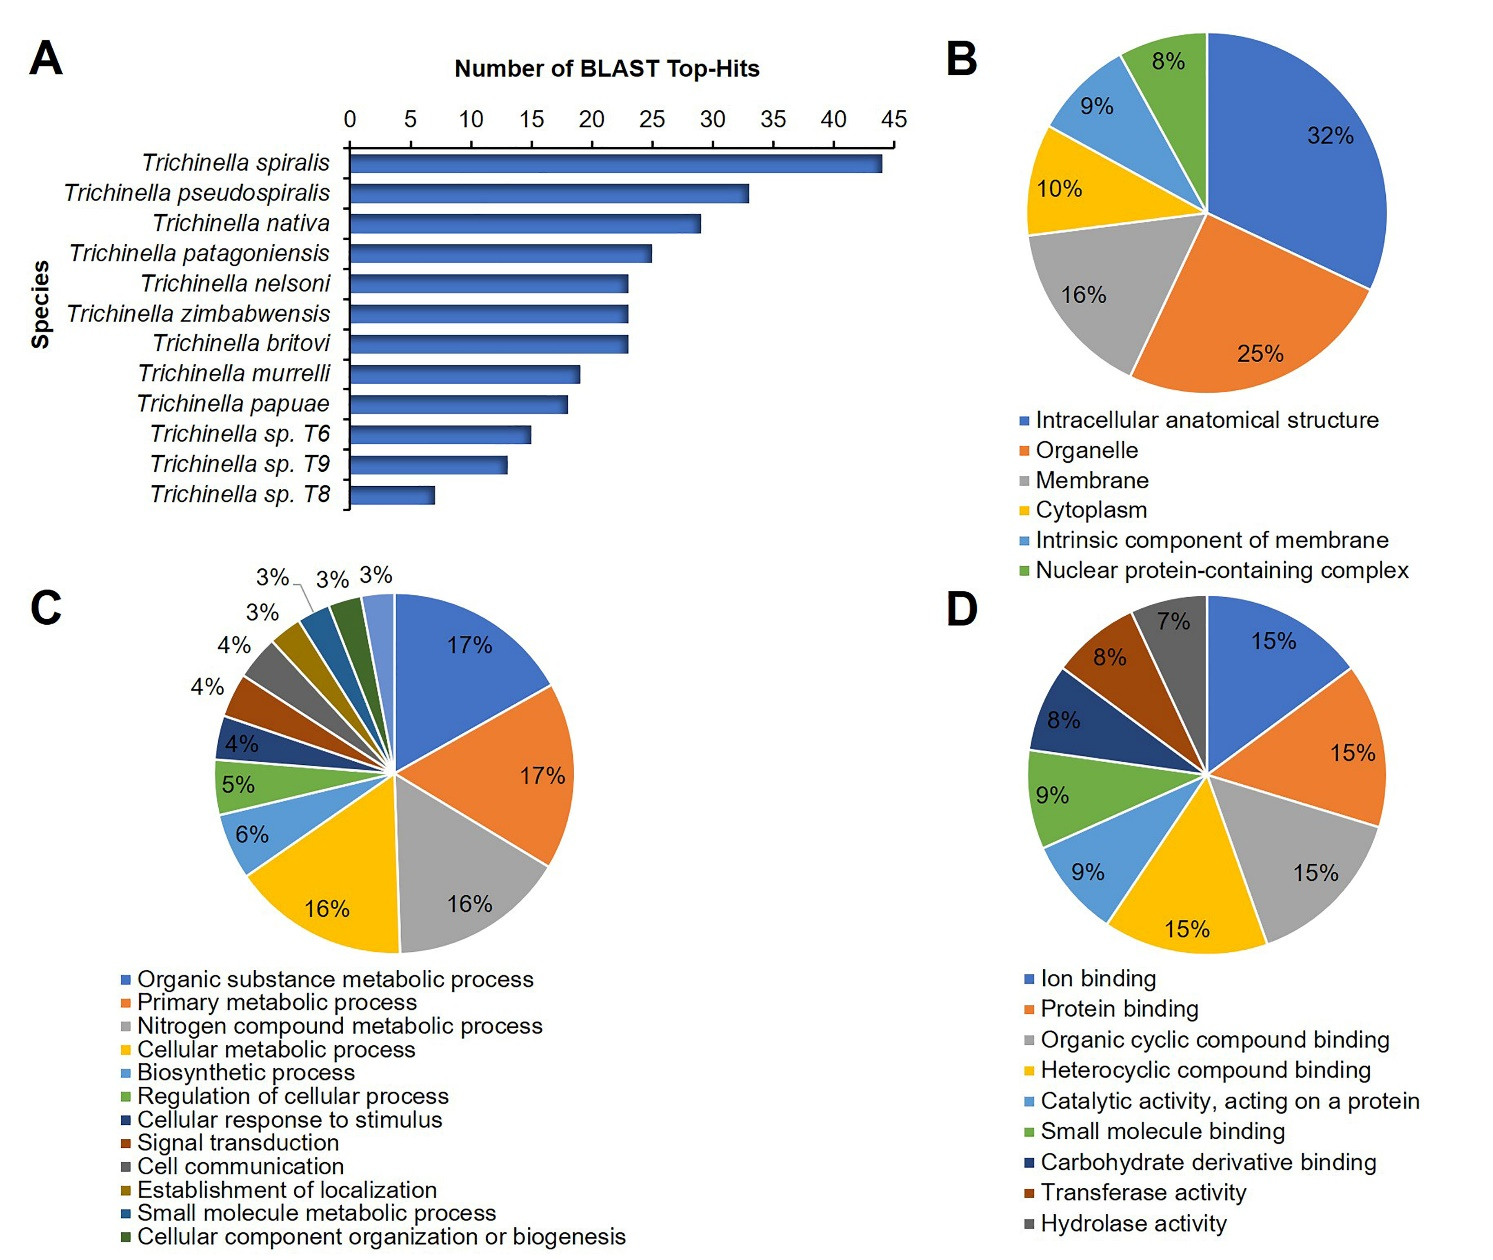 A
Number of BLAST Top-Hits
0 5 10 15 20 25 30 35 40 45
Species
Trichinella spiralis
Trichinella pseudospiralis
Trichinella nativa
Trichinella patagoniensis
Trichinella nelsoni
Trichinella zimbabwensis
Trichinella britovi
Trichinella murrelli
Trichinella papuae
Trichinella sp. T6
Trichinella sp. T9
Trichinella sp. T8
B
32%
25%
16%
10%
9%
8%
Intracellular anatomical structure
Organelle
Membrane
Cytoplasm
Intrinsic component of membrane
Nuclear protein-containing complex
C
17%
17%
16%
16%
6%
5%
4%
4%
4%
3%
3%
3%
3%
Organic substance metabolic process
Primary metabolic process
Nitrogen compound metabolic process
Cellular metabolic process
Biosynthetic process
Regulation of cellular process
Cellular response to stimulus
Signal transduction
Cell communication
Establishment of localization
Small molecule metabolic process
Cellular component organization or biogenesis
D
15%
15%
15%
15%
9%
9%
8%
8%
7%
Ion binding
Protein binding
Organic cyclic compound binding
Heterocyclic compound binding
Catalytic activity, acting on a protein
Small molecule binding
Carbohydrate derivative binding
Transferase activity
Hydrolase activity